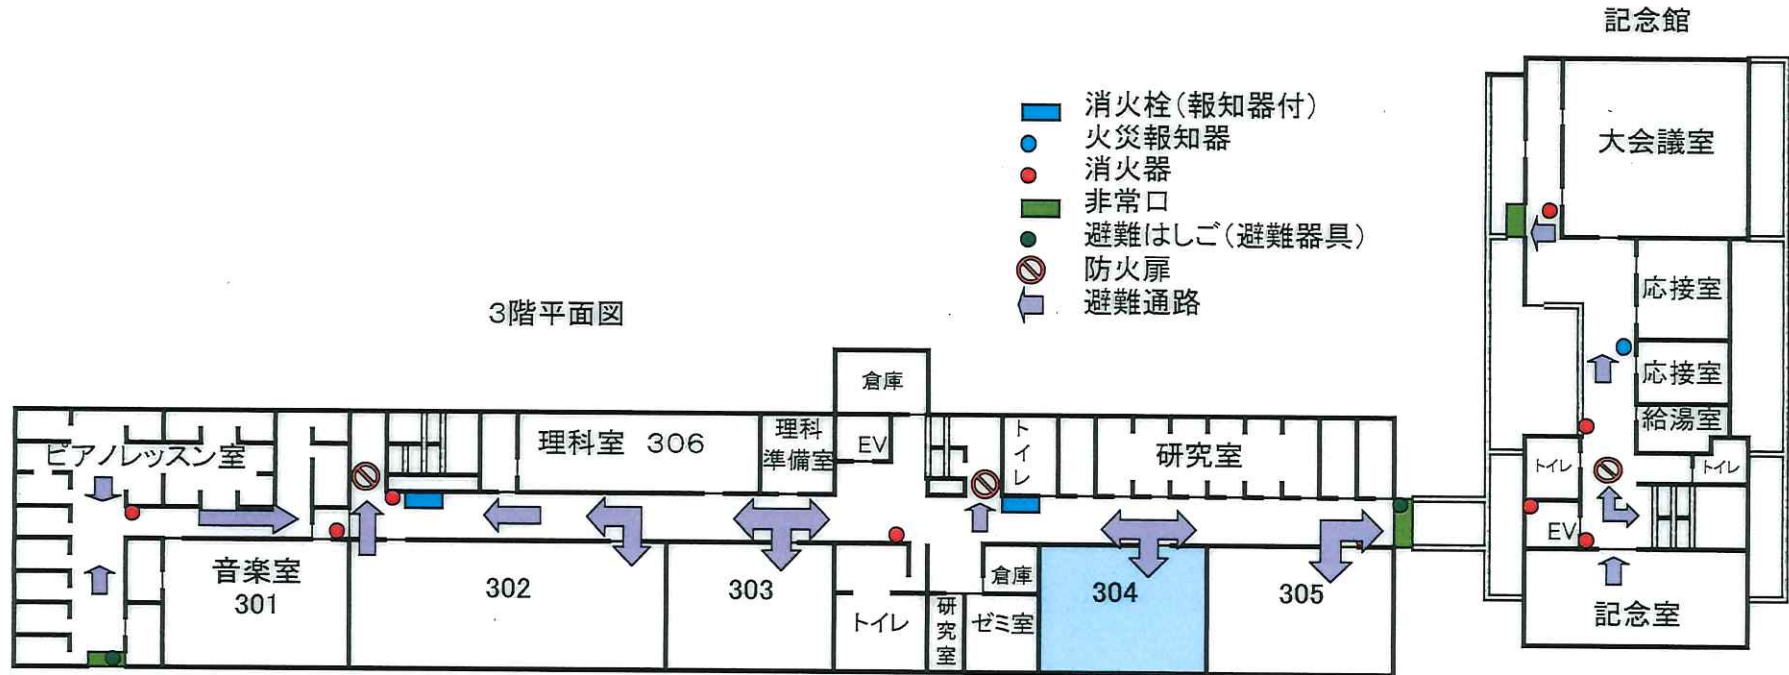 記念館
消火栓(報知器付)
火災報知器
消火器
非常口
避難はしご(避難器具)
防火扉
避難通路
3階平面図
大会議室
応接室
応接室
給湯室
トイレ
トイレ
EV
記念室
倉庫
ピアノレッスン室
理科室 306
理科
準備室
EV
トイレ
研究室
音楽室
301
302
303
トイレ
研究室
倉庫
ゼミ室
304
305